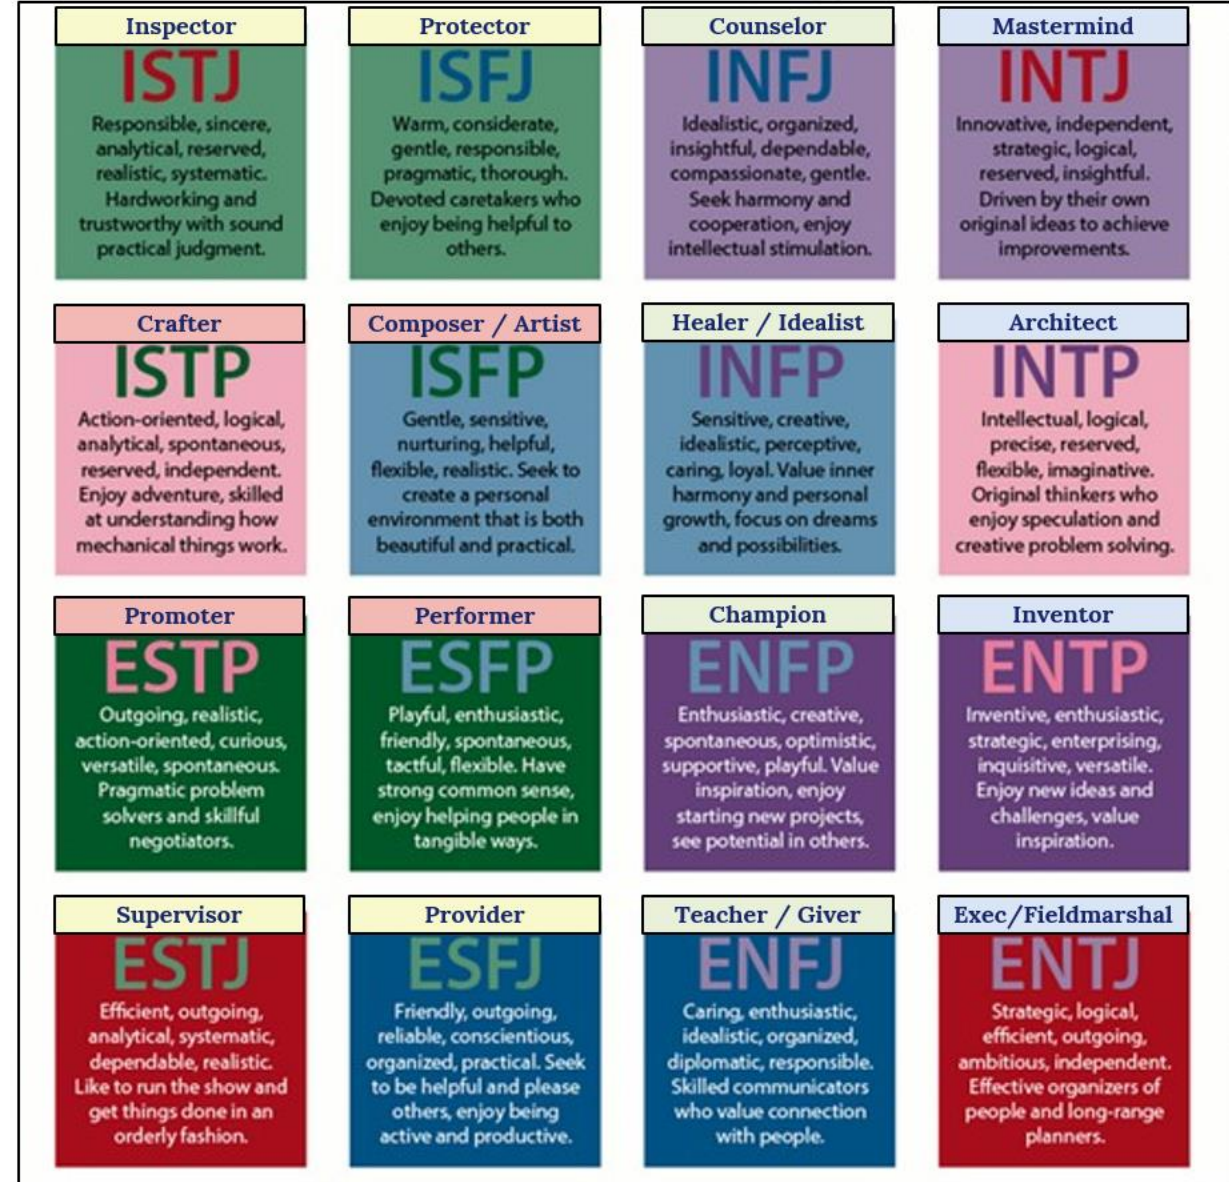 Inspector
ISTJ
Responsible, sincere,
analytical, reserved,
realistic, systematic.
Hardworking and
trustworthy with sound
practical judgment.
Protector
ISFJ
Warm, considerate,
gentle, responsible,
pragmatic, thorough.
Devoted caretakers who
enjoy being helpful to
others.
Counselor
INFJ
Idealistic, organized,
insightful, dependable,
compassionate, gentle.
Seek harmony and
cooperation, enjoy
intellectual stimulation.
Mastermind
INTJ
Innovative, independent,
strategic, logical,
reserved, insightful.
Driven by their own
original ideas to achieve
improvements.
Crafter
ISTP
Action-oriented, logical,
analytical, spontaneous,
reserved, independent.
Enjoy adventure, skilled
at understanding how
mechanical things work.
Composer / Artist
ISFP
Gentle, sensitive,
nurturing, helpful,
flexible, realistic. Seek to
create a personal
environment that is both
beautiful and practical.
Healer / Idealist
INFP
Sensitive, creative,
idealistic, perceptive,
caring, loyal. Value inner
harmony and personal
growth, focus on dreams
and possibilities.
Architect
INTP
Intellectual, logical,
precise, reserved,
flexible, imaginative.
Original thinkers who
enjoy speculation and
creative problem solving.
Promoter
ESTP
Outgoing, realistic,
action-oriented, curious,
versatile, spontaneous.
Pragmatic problem
solvers and skillful
negotiators.
Performer
ESFP
Playful, enthusiastic,
friendly, spontaneous,
tactful, flexible. Have
strong common sense,
enjoy helping people in
tangible ways.
Champion
ENFP
Enthusiastic, creative,
spontaneous, optimistic,
supportive, playful. Value
inspiration, enjoy
starting new projects,
see potential in others.
Inventor
ENTP
Inventive, enthusiastic,
strategic, enterprising,
inquisitive, versatile.
Enjoy new ideas and
challenges, value
inspiration.
Supervisor
ESTJ
Efficient, outgoing,
analytical, systematic,
dependable, realistic.
Like to run the show and
get things done in an
orderly fashion.
Provider
ESFJ
Friendly, outgoing,
reliable, conscientious,
organized, practical. Seek
to be helpful and please
others, enjoy being
active and productive.
Teacher / Giver
ENFJ
Caring, enthusiastic,
idealistic, organized,
diplomatic, responsible.
Skilled communicators
who value connection
with people.
Exec/Fieldmarshal
ENTJ
Strategic, logical,
efficient, outgoing,
ambitious, independent.
Effective organizers of
people and long-range
planners.